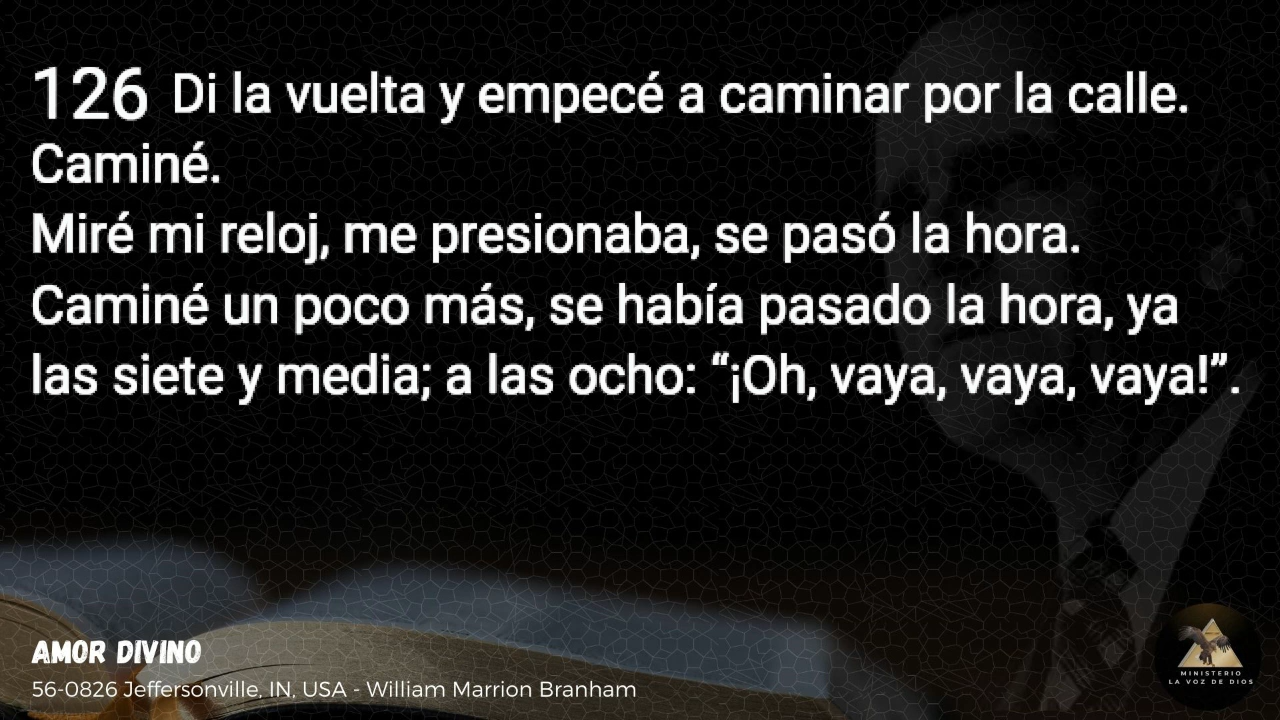 126 Di la vuelta y empecé a caminar por la calle.
Caminé.
Miré mi reloj, me presionaba, se pasó la hora.
Caminé un poco más, se había pasado la hora, ya
las siete y media; a las ocho: “¡Oh, vaya, vaya, vaya!”.
AMOR DIVINO
56-0826 Jeffersonville, IN, USA - William Marrion Branham
MINISTERIO
LA VOZ DE DIOS